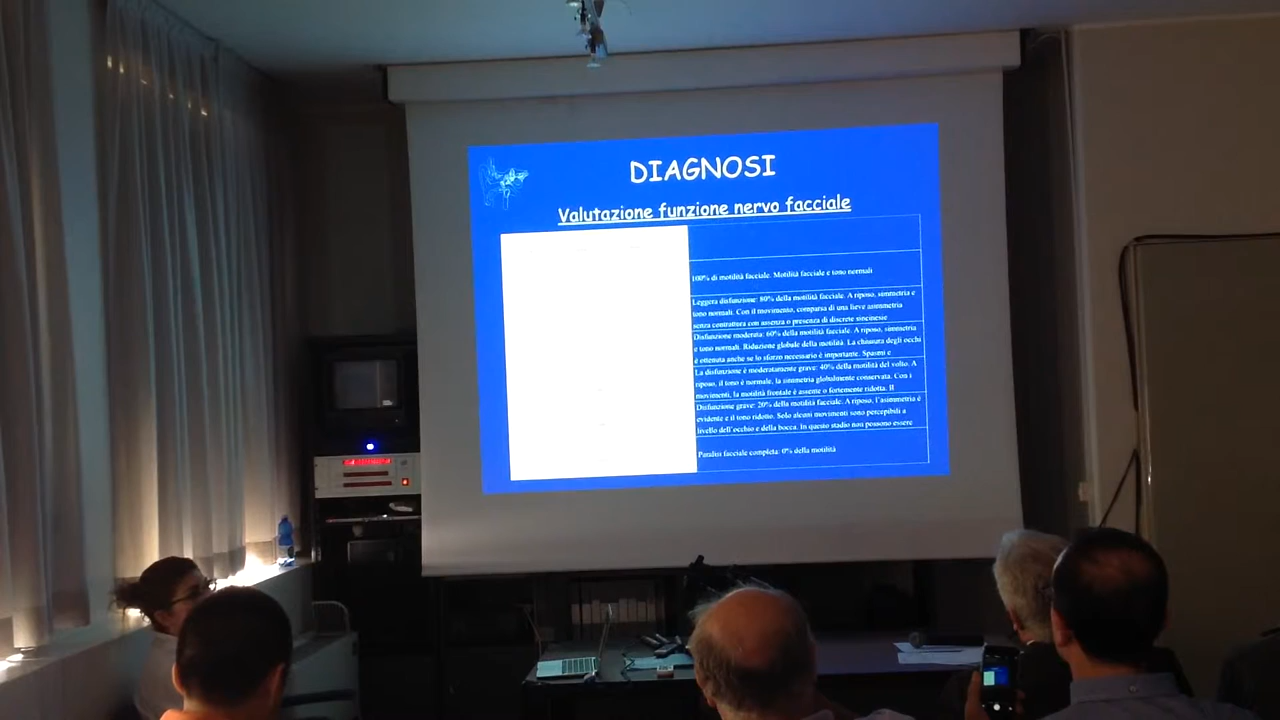 DIAGNOSI
Valutazione funzione nervo facciale
100% di motilità facciale. Motilità facciale e tono normali
Leggera disfunzione: 80% della motilità facciale. A riposo, simmetria e
tono normali. Con il movimento, comparsa di una lieve asimmetria
senza contrattura con assenza o presenza di discrete sincinesie
Disfunzione moderata: 60% della motilità facciale. A riposo, simmetria
e tono normali. Riduzione globale della motilità. La chiusura degli occhi
è ottenuta anche se lo sforzo necessario è importante. Spasmi e
La disfunzione è moderatamente grave: 40% della motilità del volto. A
riposo, il tono è normale, la simmetria globalmente conservata. Con i
movimenti, la motilità frontale è assente o fortemente ridotta. Il
Disfunzione grave: 20% della motilità facciale. A riposo, l'asimmetria è
evidente e il tono ridotto. Solo alcuni movimenti sono percepibili a
livello dell'occhio e della bocca. In questo stadio non possono essere
Paralisi facciale completa: 0% della motilità